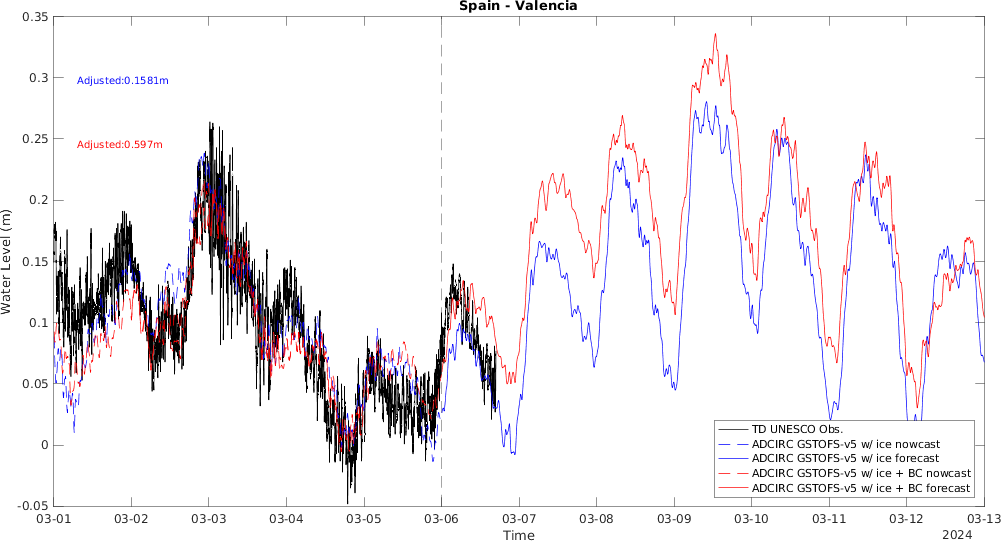 Spain - Valencia
0.35
0.3
0.25
0.2
0.15
0.1
0.05
0
-0.05
Water Level (m)
Adjusted:0.1581m
Adjusted:0.597m
TD UNESCO Obs.
ADCIRC GSTOFS-v5 w/ ice nowcast
ADCIRC GSTOFS-v5 w/ ice forecast
ADCIRC GSTOFS-v5 w/ ice + BC nowcast
ADCIRC GSTOFS-v5 w/ ice + BC forecast
03-01 03-02 03-03 03-04 03-05 03-06 03-07 03-08 03-09 03-10 03-11 03-12 03-13
Time
2024